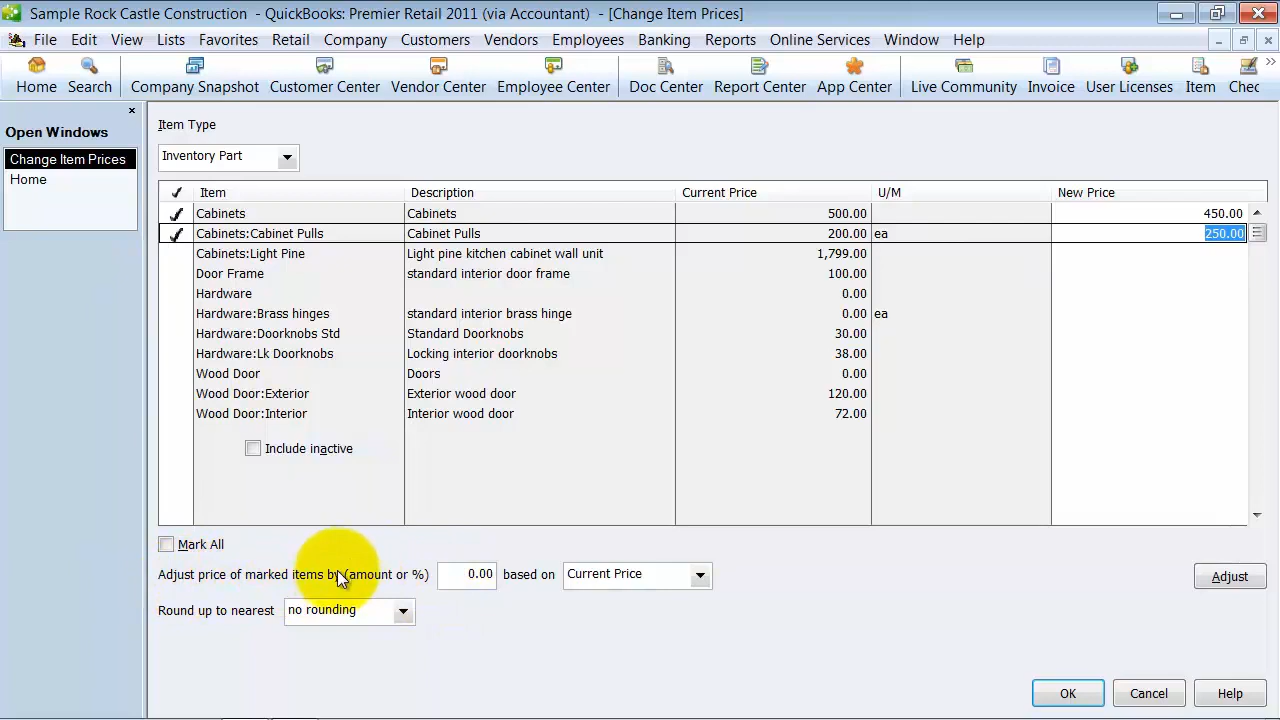 Sample Rock Castle Construction - QuickBooks: Premier Retail 2011 (via Accountant) - [Change Item Prices]
File Edit View Lists Favorites Retail Company Customers Vendors Employees Banking Reports Online Services Window Help
Home Search Company Snapshot Customer Center Vendor Center Employee Center Doc Center Report Center App Center Live Community Invoice User Licenses Item Chec
Open Windows
Change Item Prices
Home
Item Type
Inventory Part
Item Description Current Price U/M New Price
Cabinets Cabinets 500.00 450.00
Cabinets:Cabinet Pulls Cabinet Pulls 200.00 ea 250.00
Cabinets:Light Pine Light pine kitchen cabinet wall unit 1,799.00
Door Frame standard interior door frame 100.00
Hardware 0.00
Hardware:Brass hinges standard interior brass hinge 0.00 ea
Hardware:Doorknobs Std Standard Doorknobs 30.00
Hardware:Lk Doorknobs Locking interior doorknobs 38.00
Wood Door Doors 0.00
Wood Door:Exterior Exterior wood door 120.00
Wood Door:Interior Interior wood door 72.00
Include inactive
Mark All
Adjust price of marked items by (amount or %) 0.00 based on Current Price Adjust
Round up to nearest no rounding
OK Cancel Help